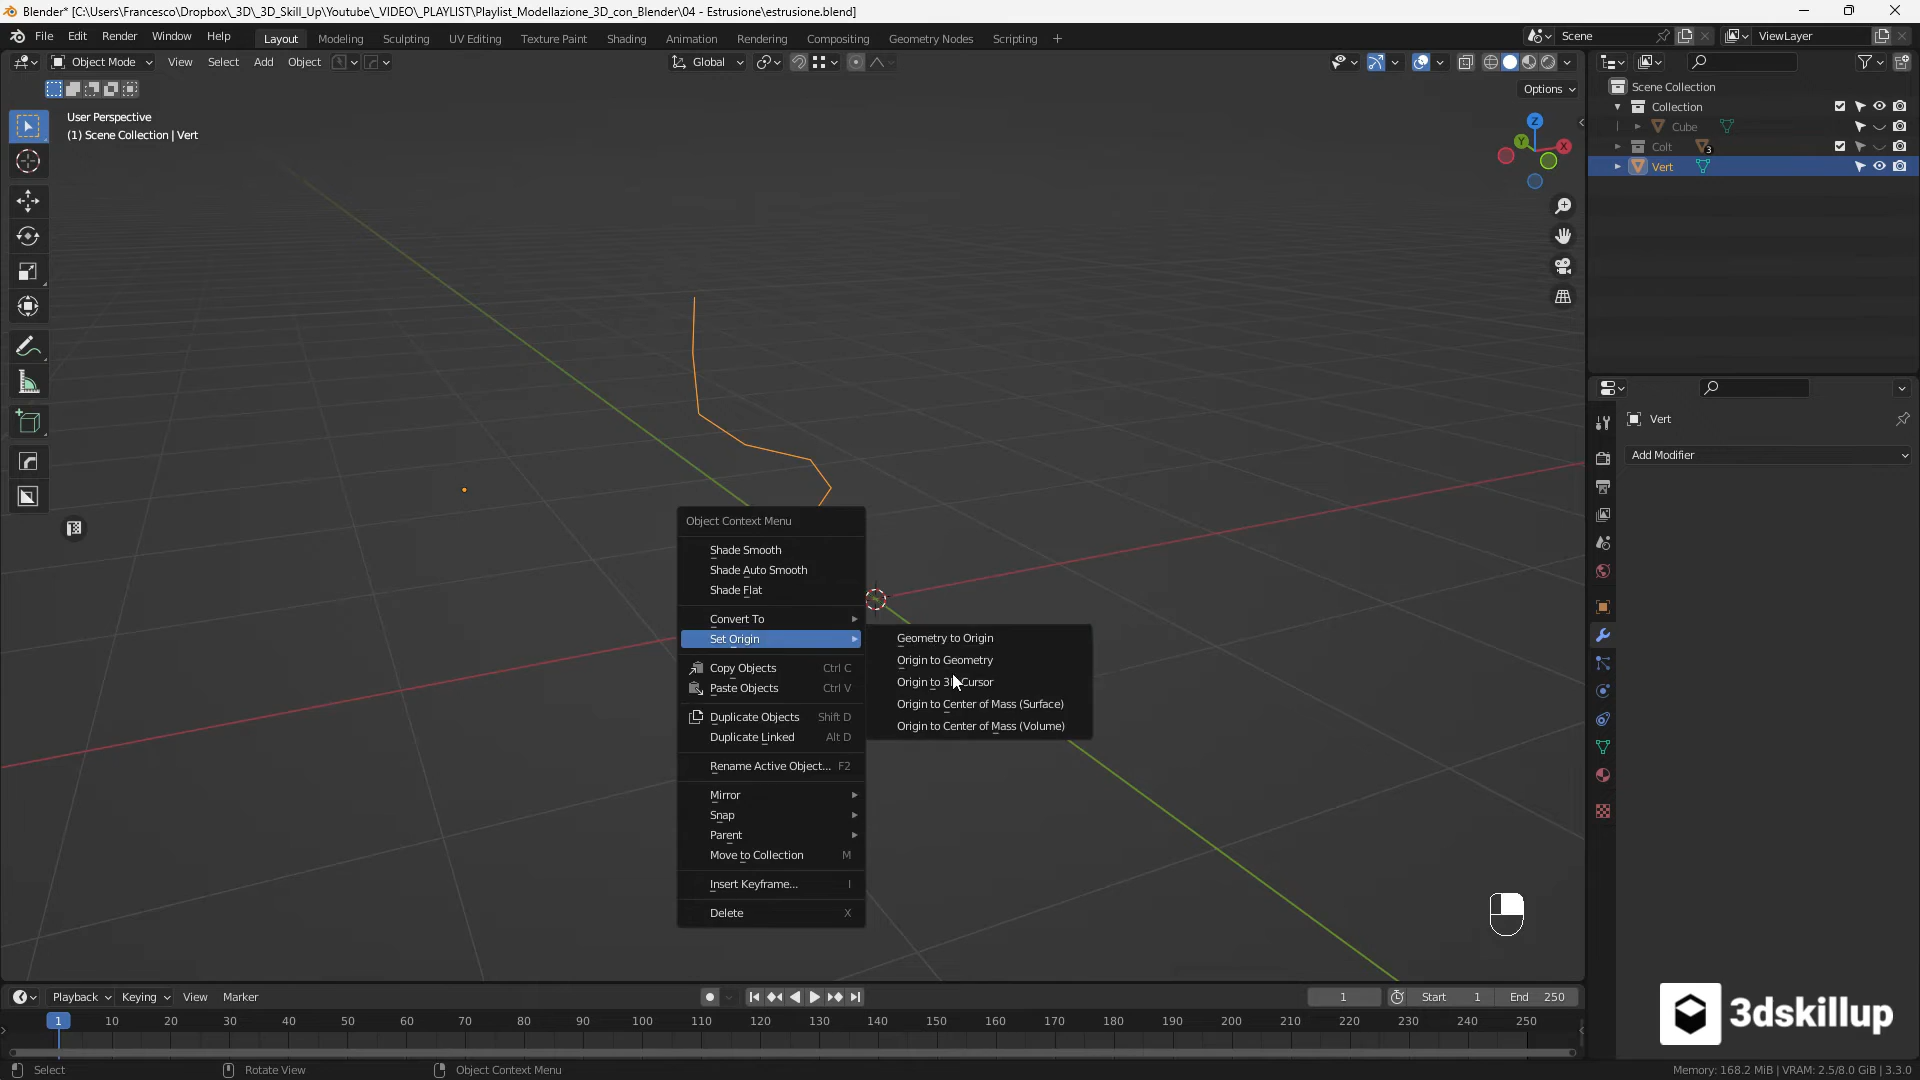 Blender* [C:\Users\Francesco\Dropbox\_3D\_3D_Skill_Up\Youtube\_VIDEO\_PLAYLIST\Playlist_Modellazione_3D_con_Blender\04 - Estrusione\estrusione.blend]
File Edit Render Window Help Layout Modeling Sculpting UV Editing Texture Paint Shading Animation Rendering Compositing Geometry Nodes Scripting + Scene ViewLayer
Object Mode View Select Add Object Global
Options
User Perspective
(1) Scene Collection | Vert
Z
Y
X
Scene Collection
Collection
Cube
Colt 3
Vert
Vert
Add Modifier
Object Context Menu
Shade Smooth
Shade Auto Smooth
Shade Flat
Convert To
Set Origin
Copy Objects Ctrl C
Paste Objects Ctrl V
Duplicate Objects Shift D
Duplicate Linked Alt D
Rename Active Object... F2
Mirror
Snap
Parent
Move to Collection M
Insert Keyframe... I
Delete X
Geometry to Origin
Origin to Geometry
Origin to 3D Cursor
Origin to Center of Mass (Surface)
Origin to Center of Mass (Volume)
Playback Keying View Marker 1 Start 1 End 250
1 10 20 30 40 50 60 70 80 90 100 110 120 130 140 150 160 170 180 190 200 210 220 230 240 250
3dskillup
Select Rotate View Object Context Menu Memory: 168.2 MiB | VRAM: 2.5/8.0 GiB | 3.3.0